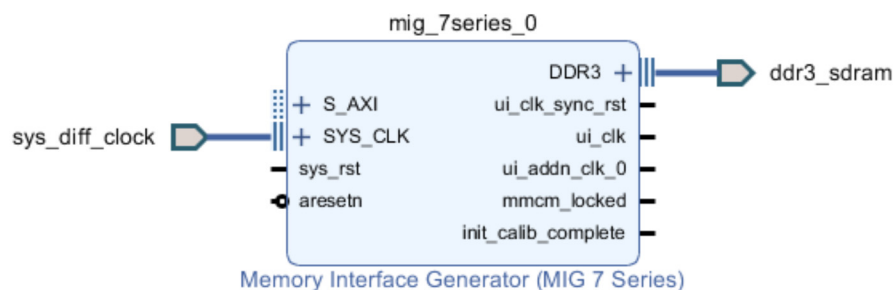 mig_7series_0
DDR3
ddr3_sdram
S_AXI
ui_clk_sync_rst
sys_diff_clock
SYS_CLK
ui_clk
sys_rst
ui_addn_clk_0
aresetn
mmcm_locked
init_calib_complete
Memory Interface Generator (MIG 7 Series)